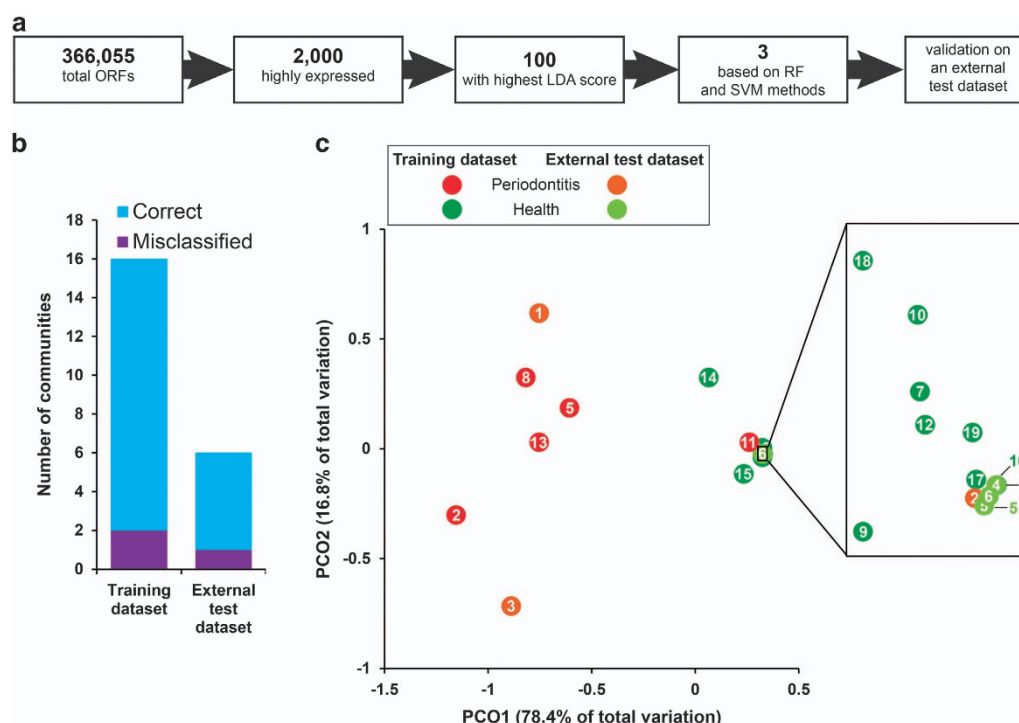 a
366,055
total ORFs
2,000
highly expressed
100
with highest LDA score
3
based on RF
and SVM methods
validation on
an external
test dataset
b
Correct
Misclassified
Number of communities
18
16
14
12
10
8
6
4
2
0
Training
dataset
External
test
dataset
c
Training dataset External test dataset
Periodontitis
Health
PCO2 (16.8% of total variation)
1
0.5
0
-0.5
-1
-1.5 -1 -0.5 0 0.5
PCO1 (78.4% of total variation)
1
8
5
13
2
3
14
11
6
15
18
10
7
12
19
17
4
2
6
5
9